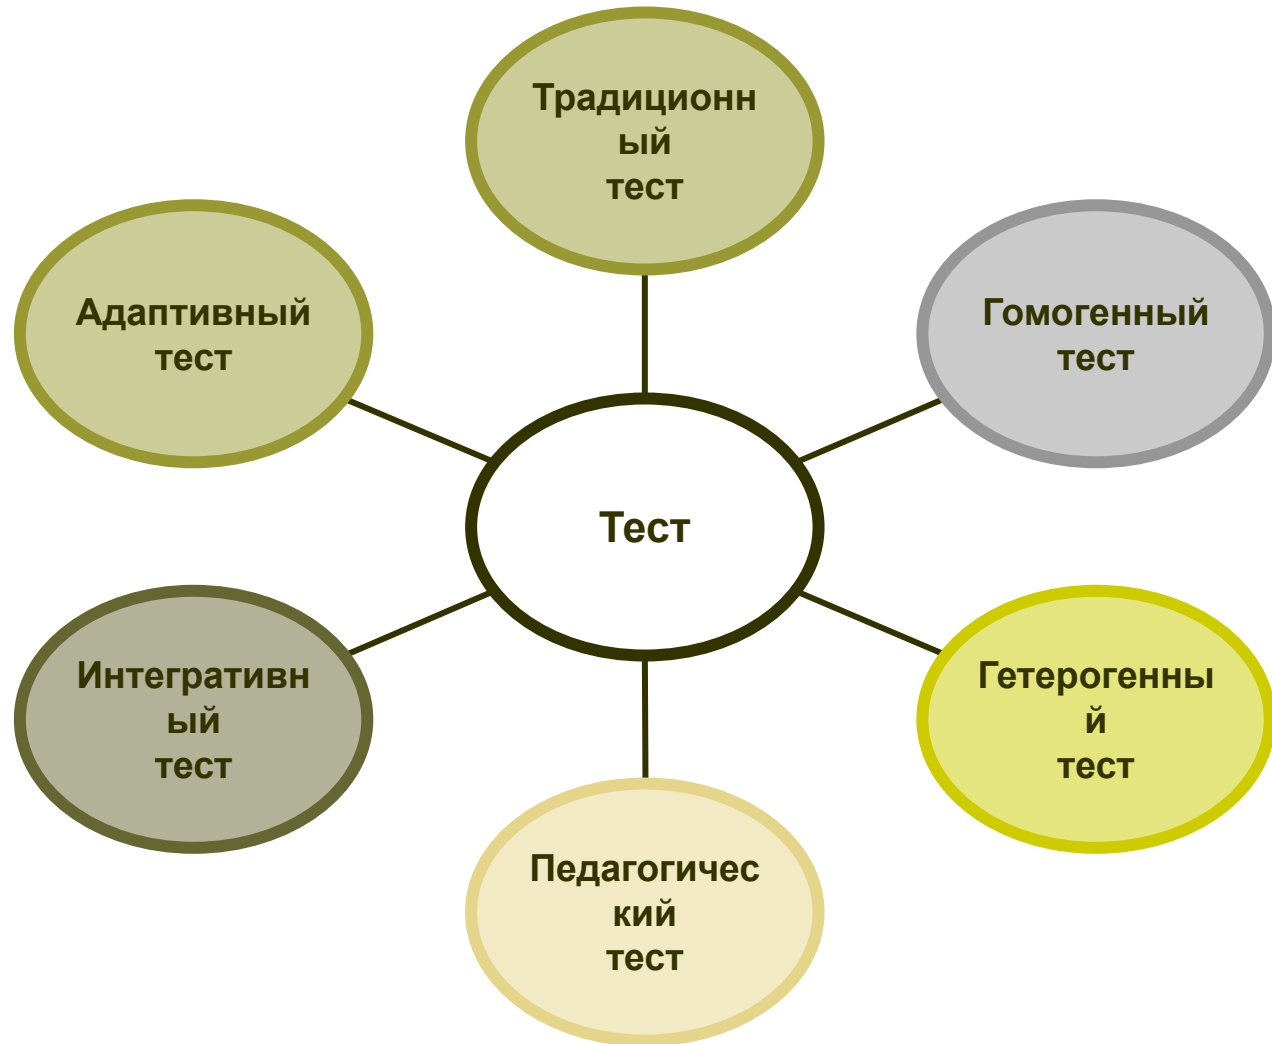 Традиционн
ый
тест
Адаптивный
тест
Гомогенный
тест
Тест
Интегративн
ый
тест
Гетерогенны
й
тест
Педагогичес
кий
тест